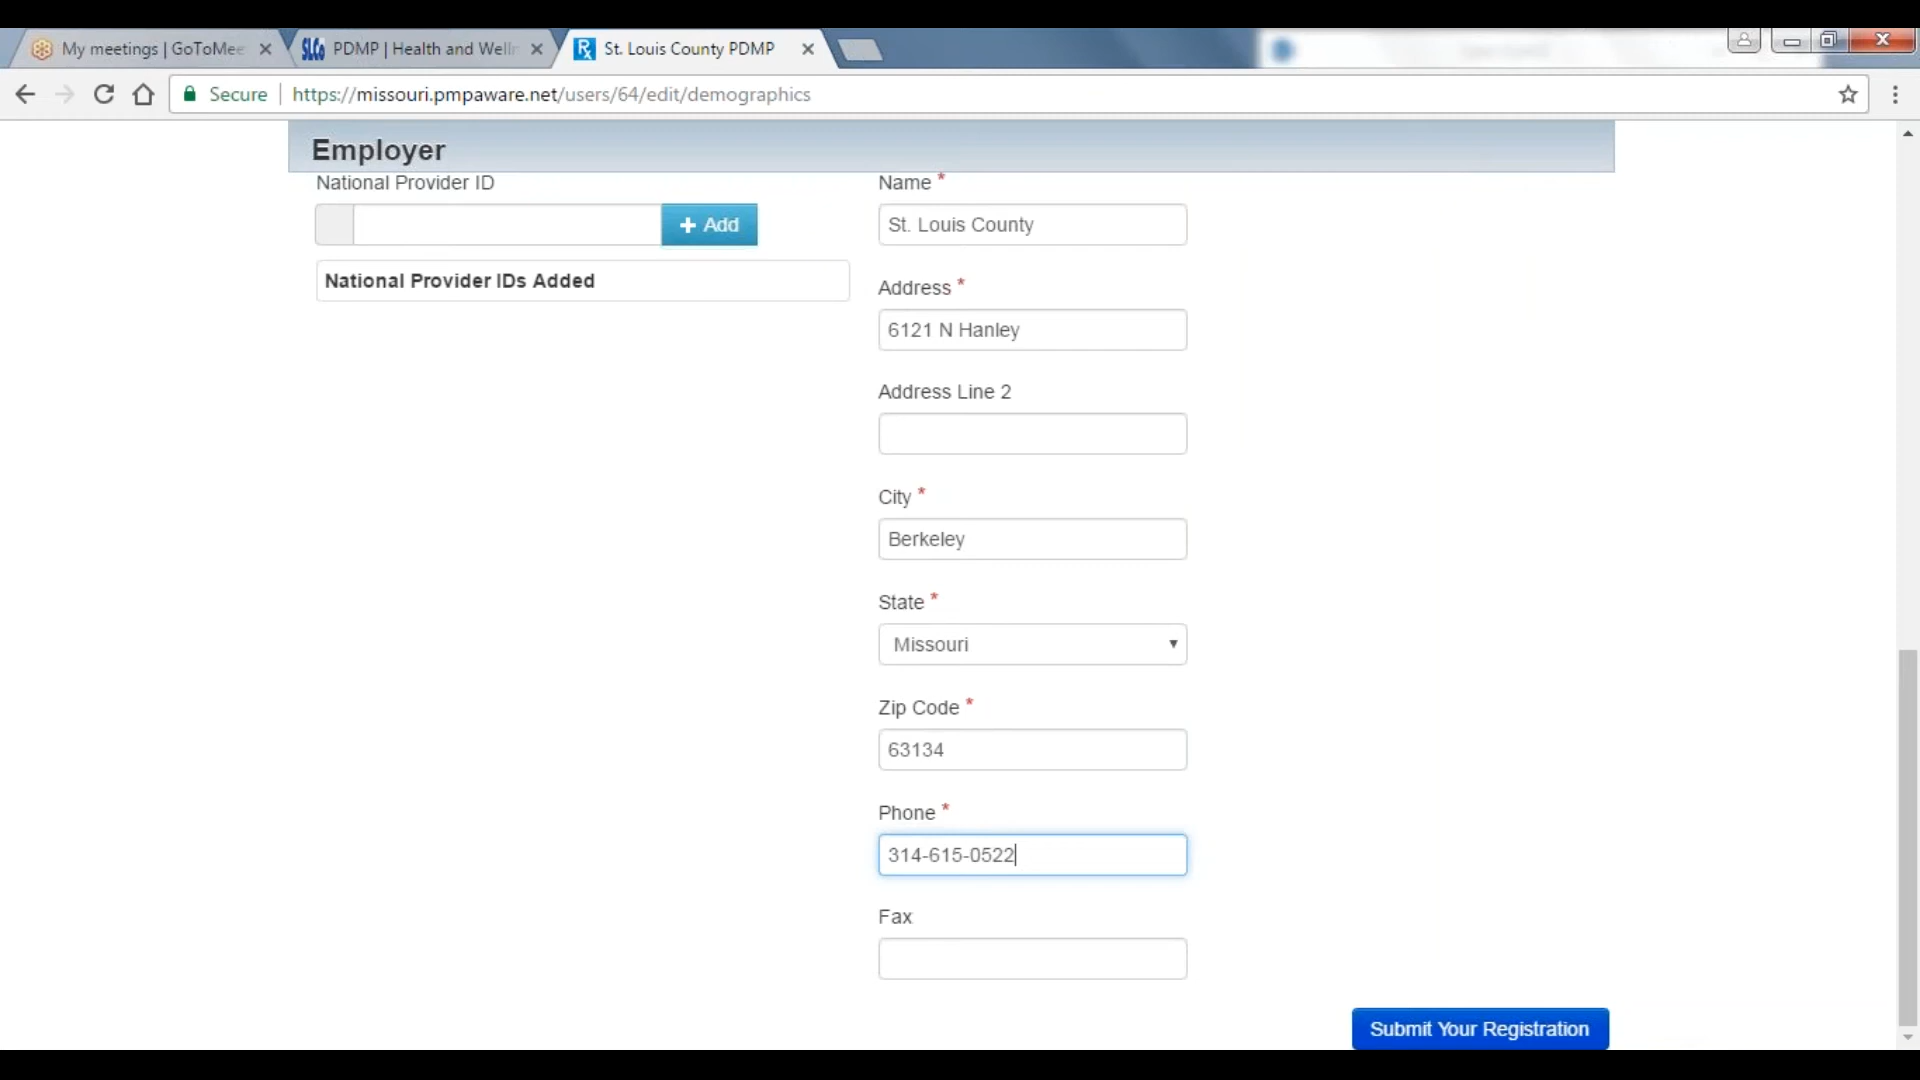 My meetings | GoToMee
SLCo PDMP | Health and Welln
Rx St. Louis County PDMP
Secure | https://missouri.pmpaware.net/users/64/edit/demographics
Employer
National Provider ID
+ Add
National Provider IDs Added
Name *
St. Louis County
Address *
6121 N Hanley
Address Line 2
City *
Berkeley
State *
Missouri
Zip Code *
63134
Phone *
314-615-0522
Fax
Submit Your Registration